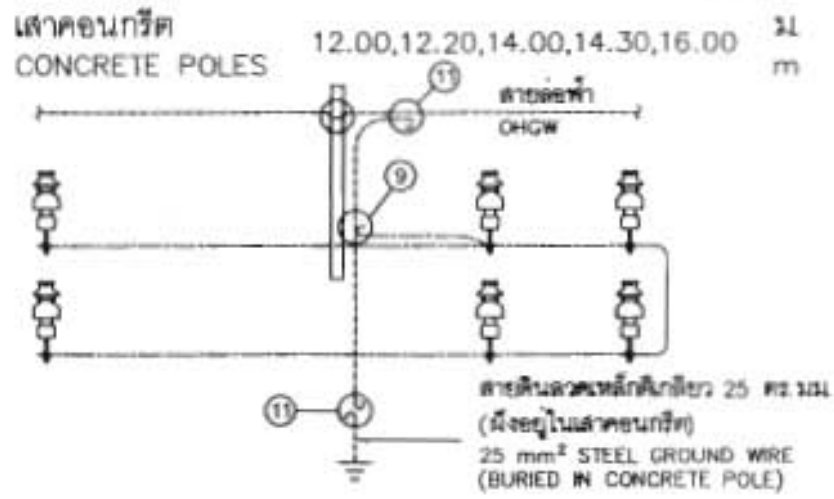 เสาคอนกรีต 12.00,12.20,14.00,14.30,16.00 ม.
CONCRETE POLES m
11
สายล่อฟ้า
OHGW
9
สายดินลวดเหล็กตีเกลียว 25 ตร.มม.
11
(ฝังอยู่ในเสาคอนกรีต)
25 mm² STEEL GROUND WIRE
(BURIED IN CONCRETE POLE)